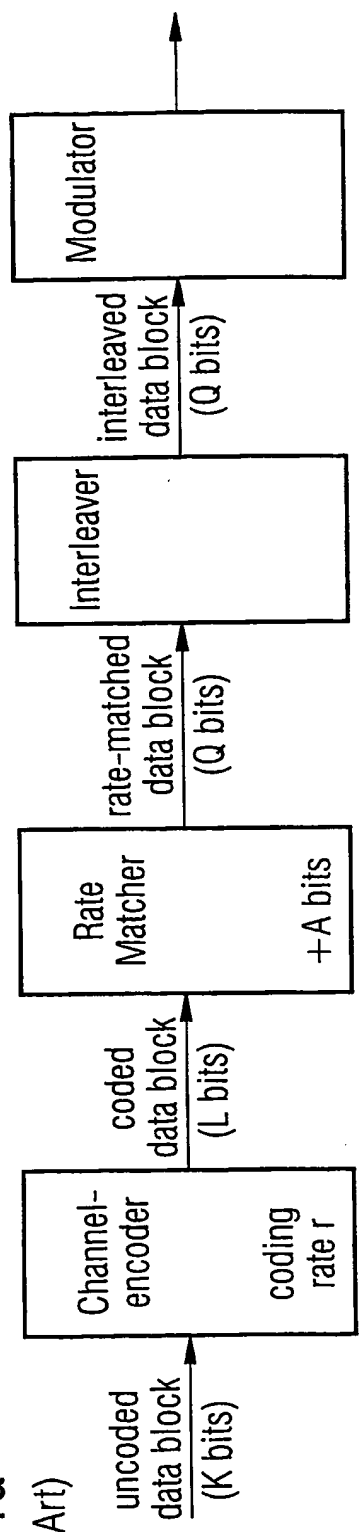 Art)
uncoded
data block
(K bits)
Channel-
encoder
coding
rate r
coded
data block
(L bits)
Rate
Matcher
+A bits
rate-matched
data block
(Q bits)
Interleaver
interleaved
data block
(Q bits)
Modulator